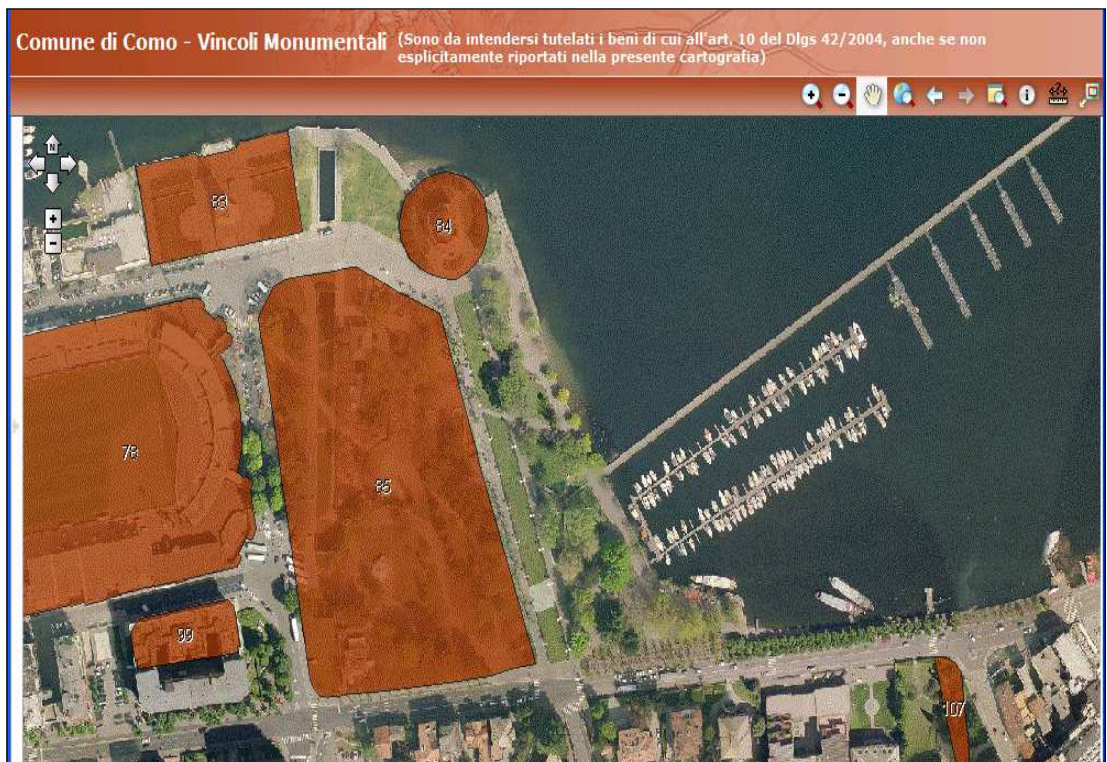 Comune di Como - Vincoli Monumentali (Sono da intendersi tutelati i beni di cui all'art. 10 del Dlgs 42/2004, anche se non
esplicitamente riportati nella presente cartografia)
N
83
84
78
85
99
107